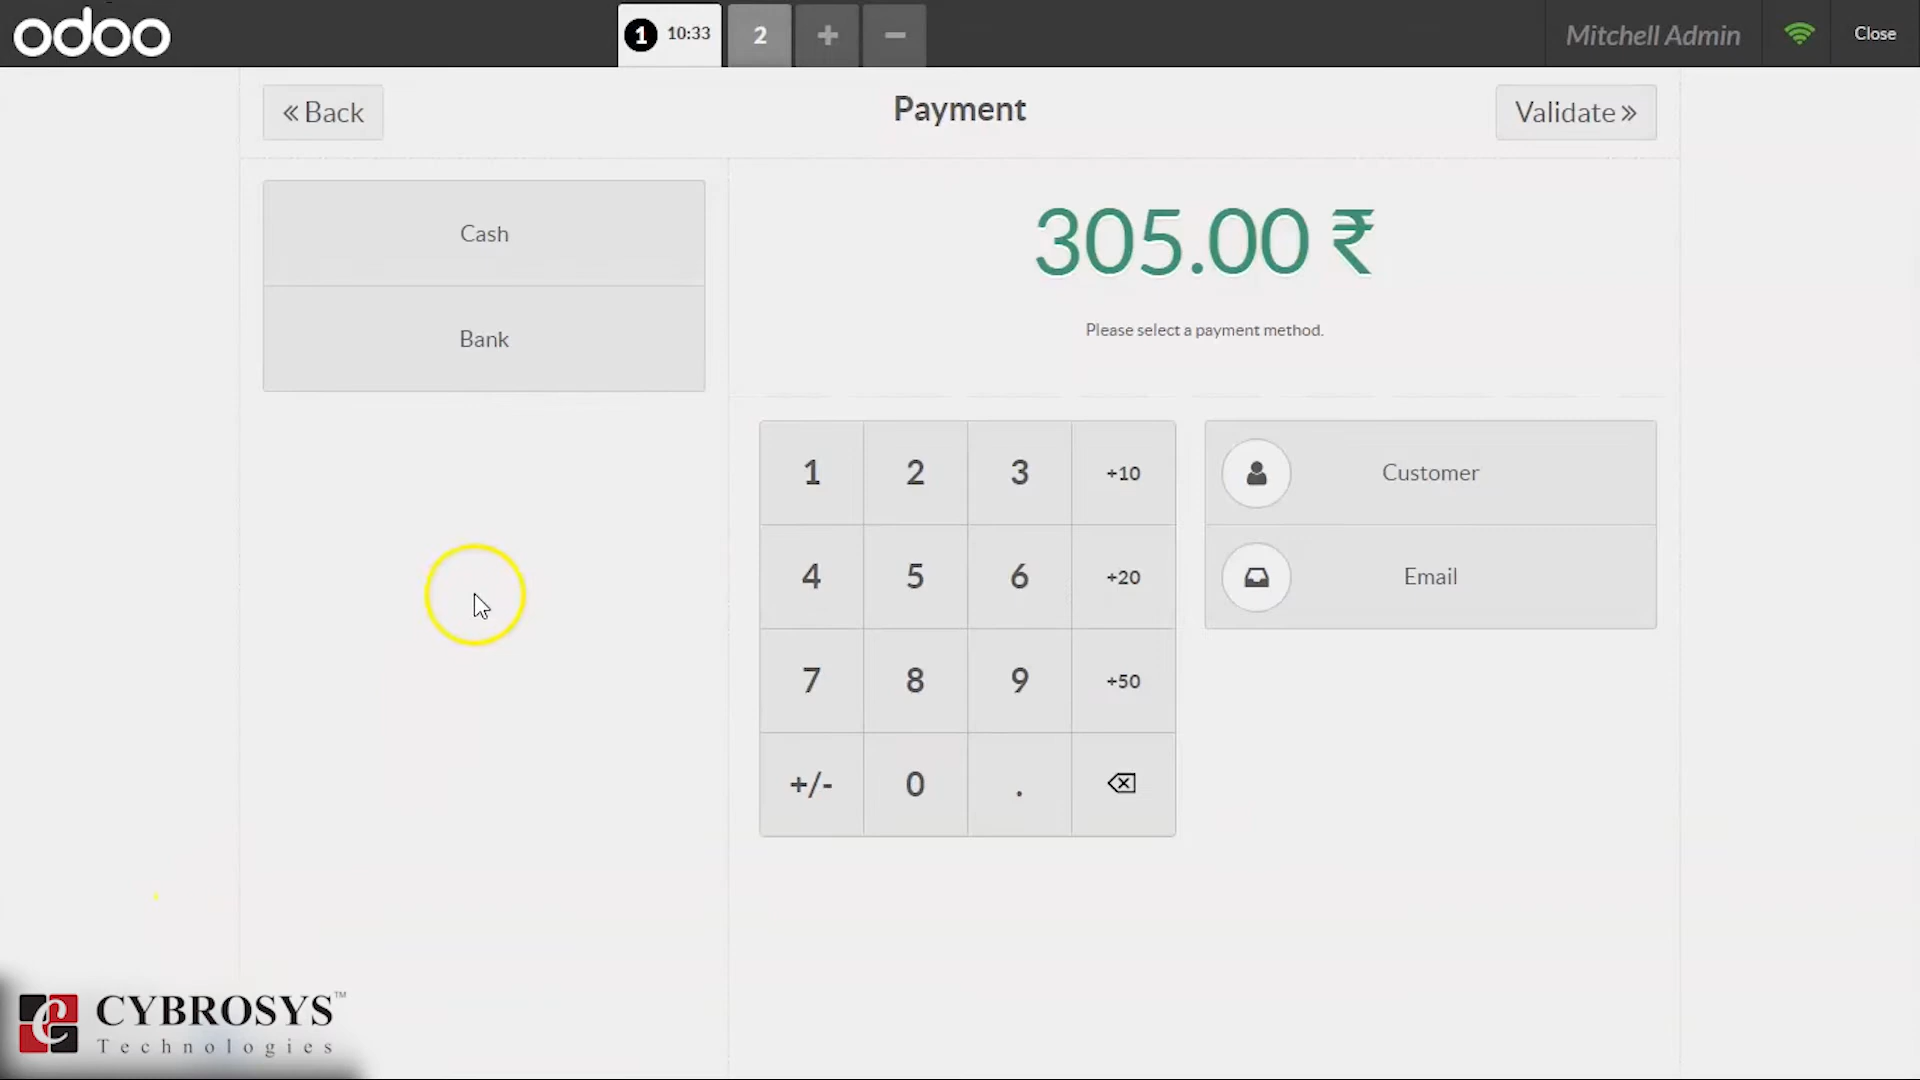 odoo
1 10:33 2 + −
Mitchell Admin
Close
« Back
Payment
Validate »
Cash
Bank
305.00 ₹
Please select a payment method.
1 2 3 +10
4 5 6 +20
7 8 9 +50
+/- 0 .
Customer
Email
CYBROSYS™
Technologies